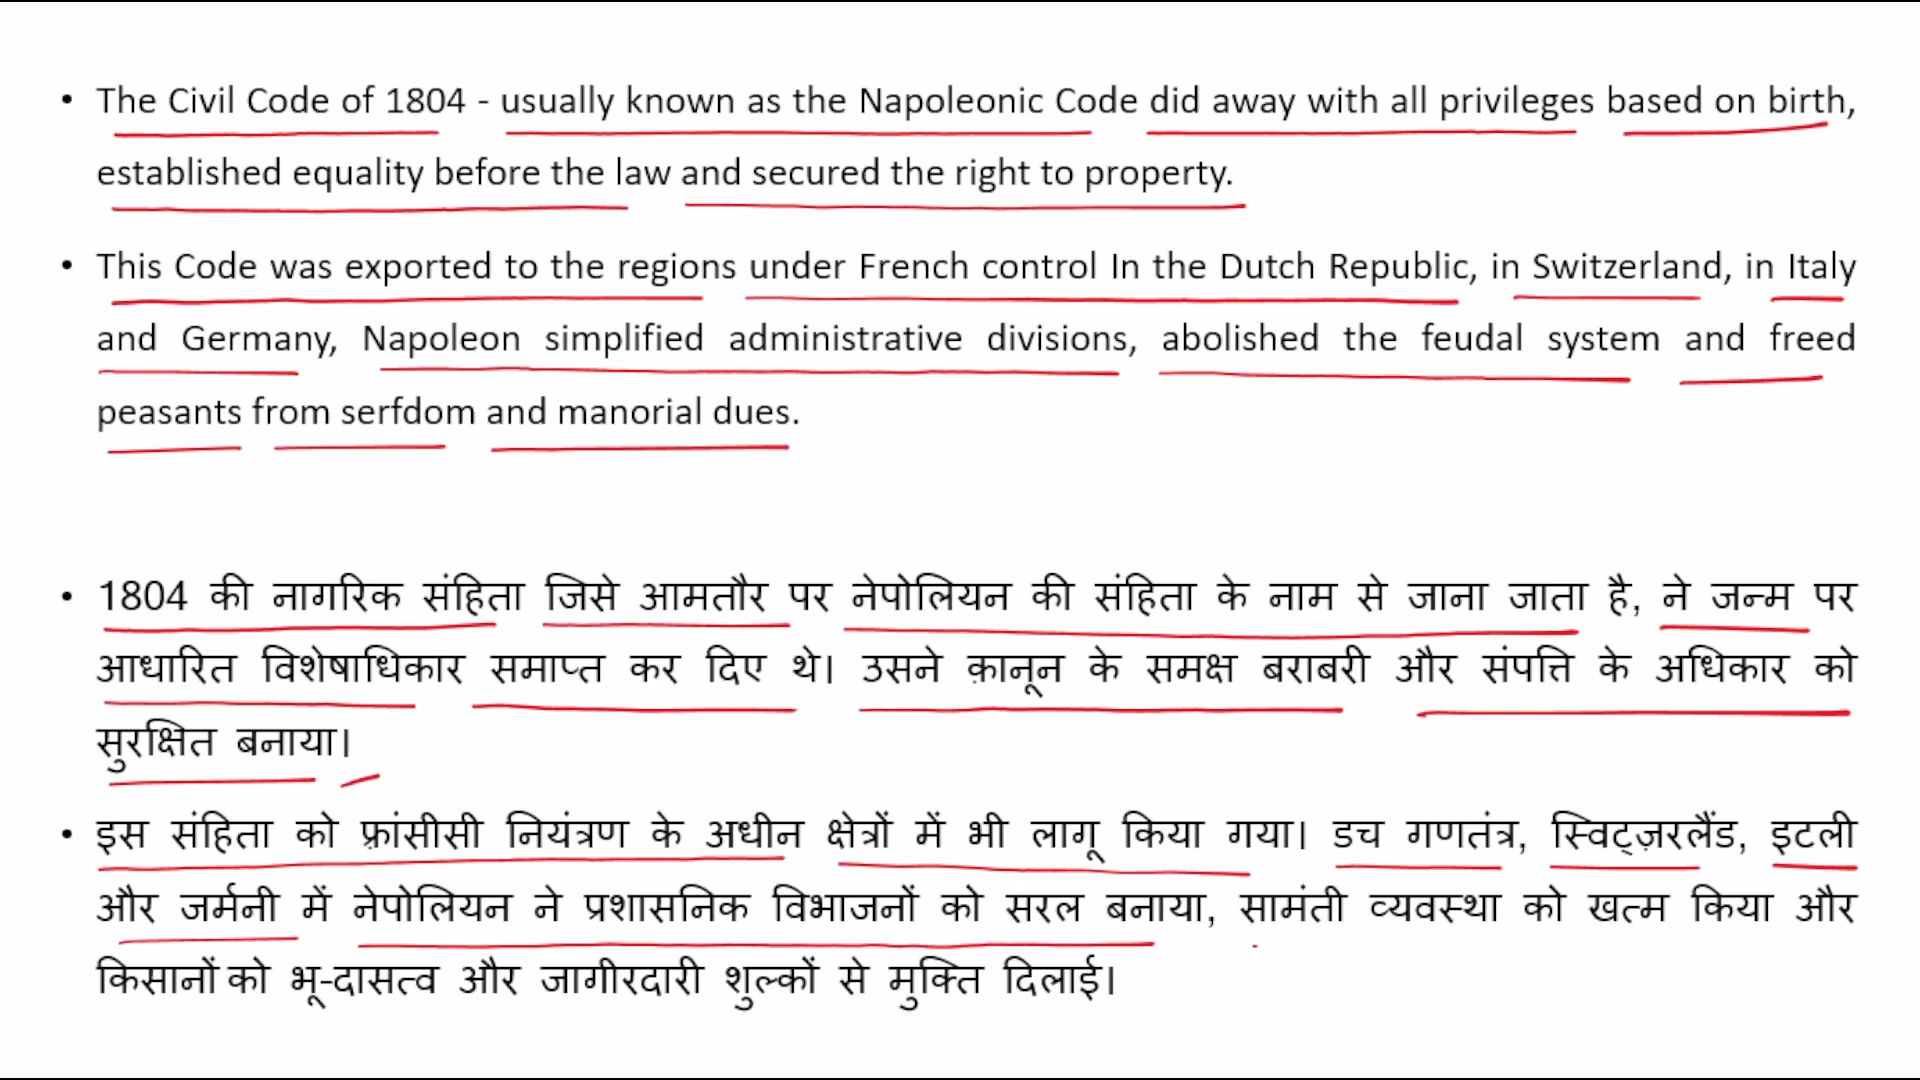 • The Civil Code of 1804 - usually known as the Napoleonic Code did away with all privileges based on birth,
established equality before the law and secured the right to property.
• This Code was exported to the regions under French control In the Dutch Republic, in Switzerland, in Italy
and Germany, Napoleon simplified administrative divisions, abolished the feudal system and freed
peasants from serfdom and manorial dues.
• 1804 की नागरिक संहिता जिसे आमतौर पर नेपोलियन की संहिता के नाम से जाना जाता है, ने जन्म पर
आधारित विशेषाधिकार समाप्त कर दिए थे। उसने क़ानून के समक्ष बराबरी और संपत्ति के अधिकार को
सुरक्षित बनाया।
• इस संहिता को फ़्रांसीसी नियंत्रण के अधीन क्षेत्रों में भी लागू किया गया। डच गणतंत्र, स्विट्ज़रलैंड, इटली
और जर्मनी में नेपोलियन ने प्रशासनिक विभाजनों को सरल बनाया, सामंती व्यवस्था को खत्म किया और
किसानों को भू-दासत्व और जागीरदारी शुल्कों से मुक्ति दिलाई।